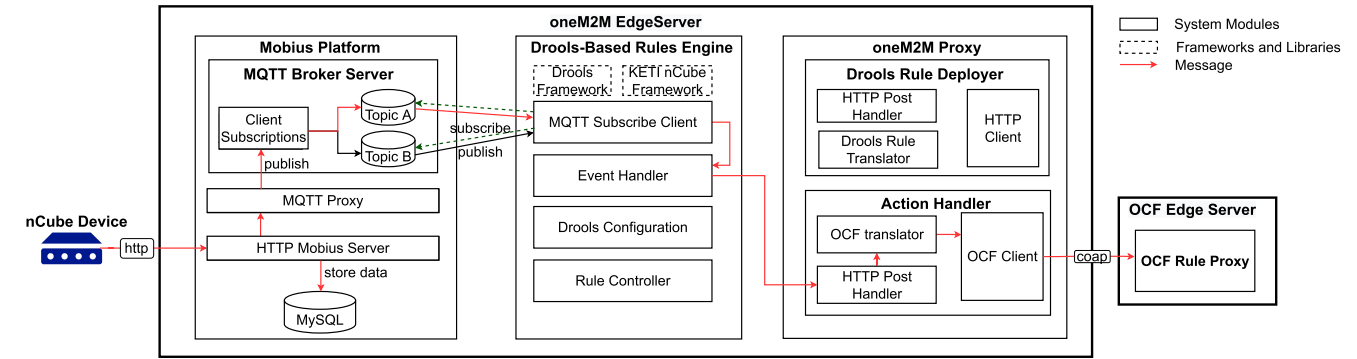 oneM2M EdgeServer
System Modules
Frameworks and Libraries
Message
Mobius Platform
MQTT Broker Server
Client
Subscriptions
Topic A
Topic B
subscribe
publish
publish
MQTT Proxy
nCube Device
http
HTTP Mobius Server
store data
MySQL
Drools-Based Rules Engine
Drools
Framework
KETI nCube
Framework
MQTT Subscribe Client
Event Handler
Drools Configuration
Rule Controller
oneM2M Proxy
Drools Rule Deployer
HTTP Post
Handler
Drools Rule
Translator
HTTP
Client
Action Handler
OCF translator
HTTP Post
Handler
OCF Client
coap
OCF Edge Server
OCF Rule Proxy